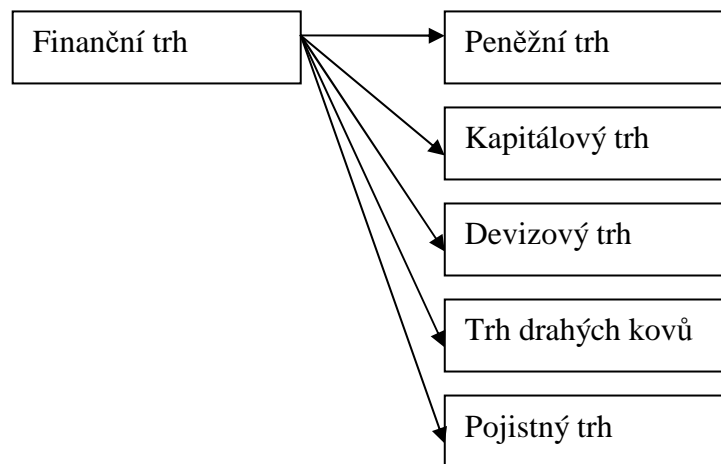 Finanční trh
Peněžní trh
Kapitálový trh
Devizový trh
Trh drahých kovů
Pojistný trh